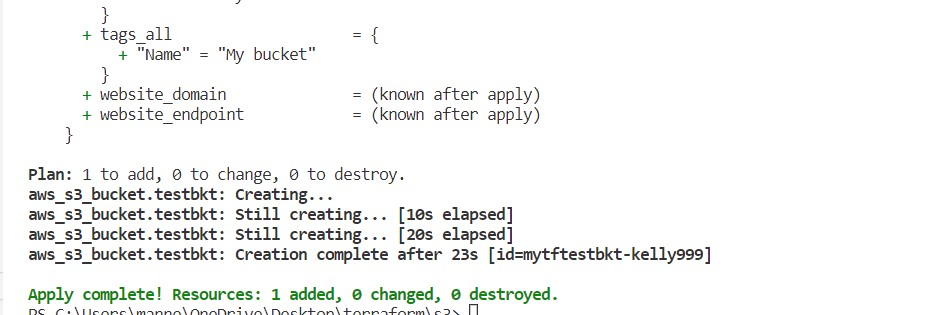 }
+ tags_all = {
+ "Name" = "My bucket"
}
+ website_domain = (known after apply)
+ website_endpoint = (known after apply)
}
Plan: 1 to add, 0 to change, 0 to destroy.
aws_s3_bucket.testbkt: Creating...
aws_s3_bucket.testbkt: Still creating... [10s elapsed]
aws_s3_bucket.testbkt: Still creating... [20s elapsed]
aws_s3_bucket.testbkt: Creation complete after 23s [id=mytftestbkt-kelly999]
Apply complete! Resources: 1 added, 0 changed, 0 destroyed.
PS C:\Users\manno\OneDrive\Desktop\terraform\s3>